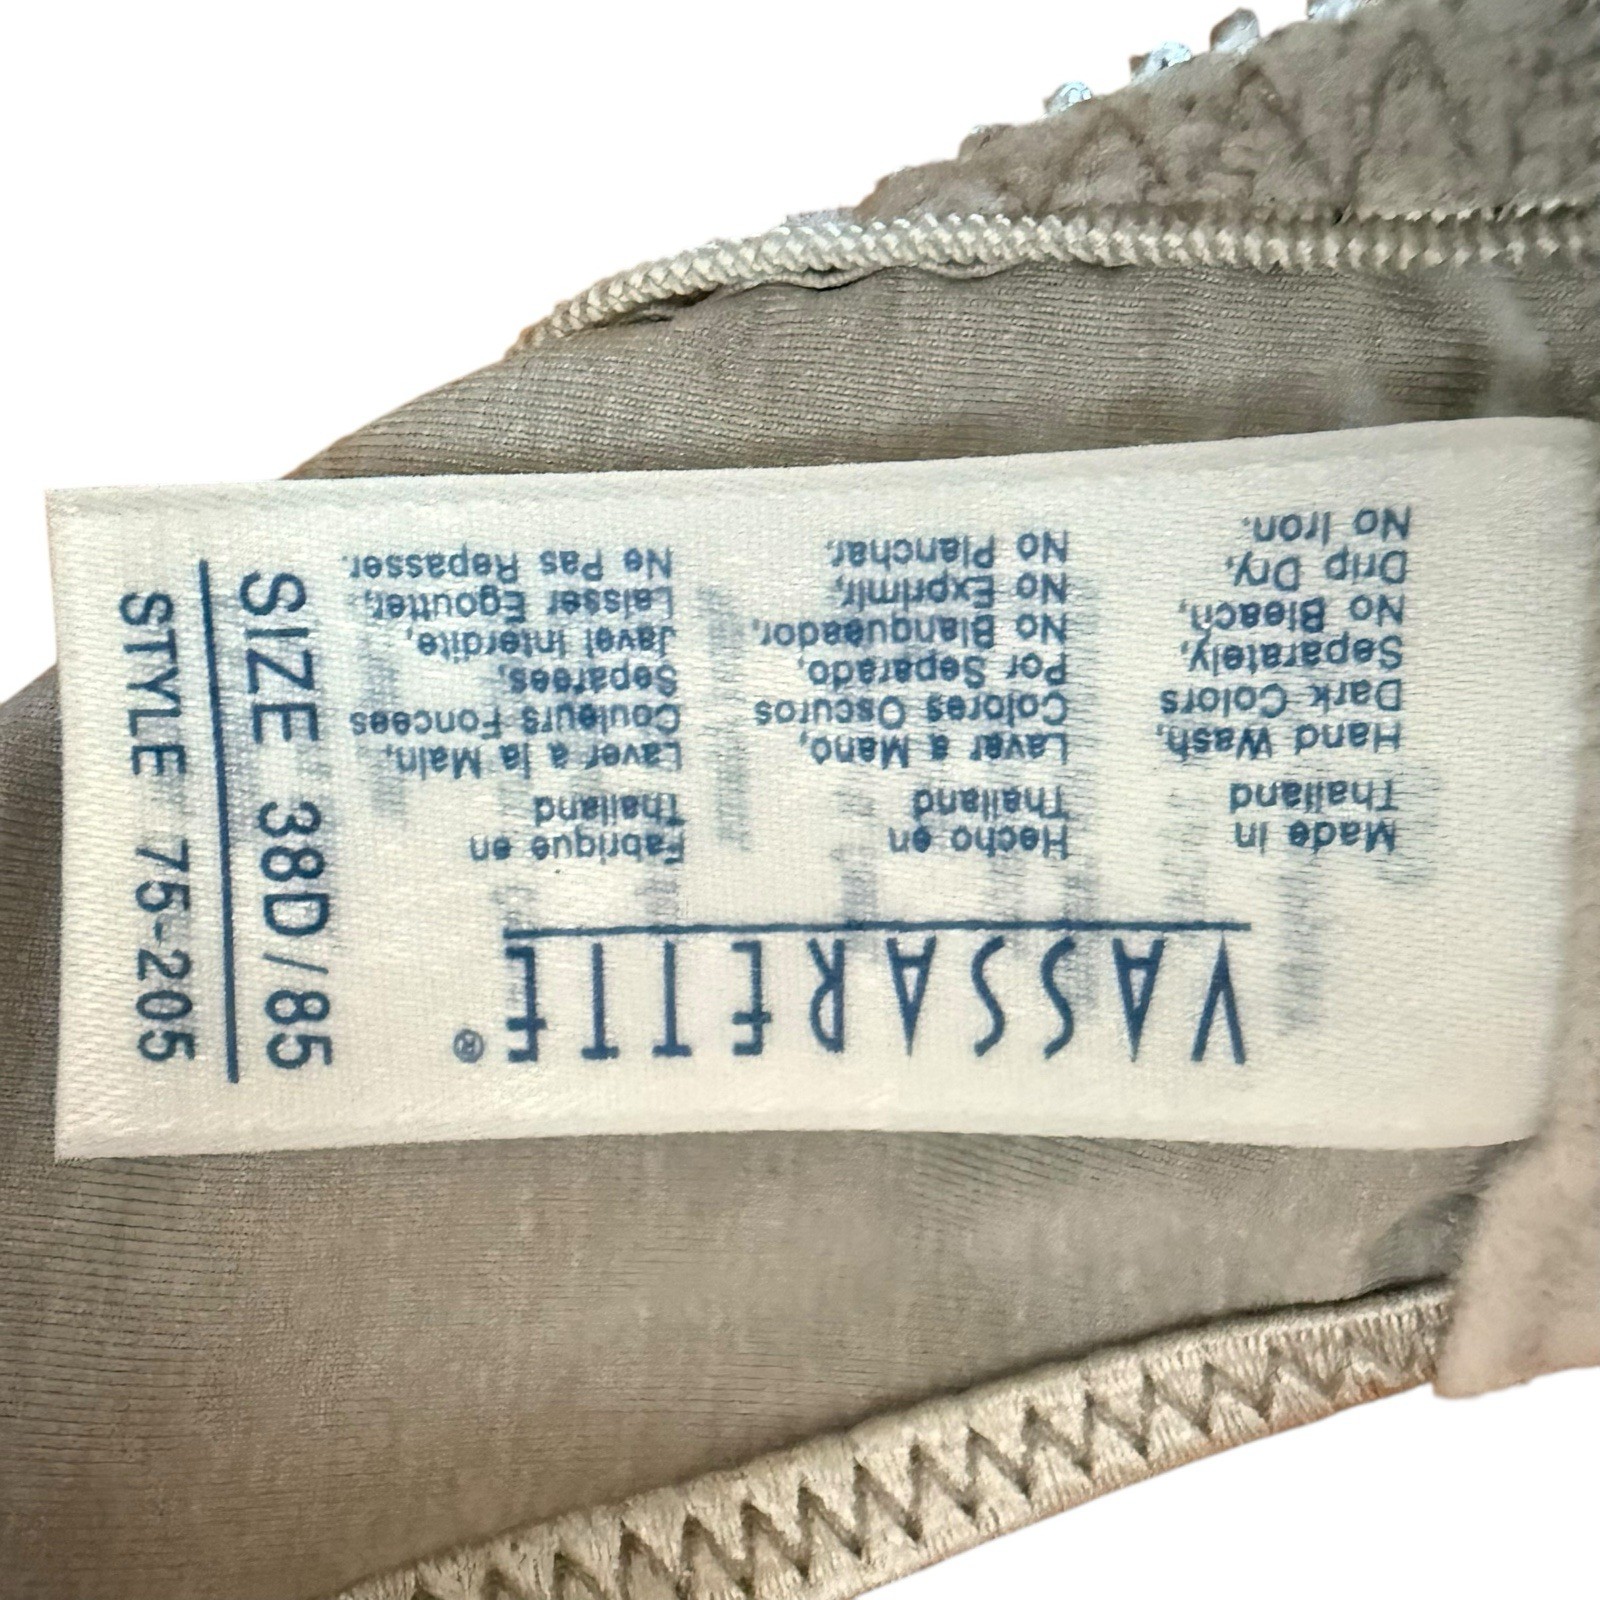 VASARETTE®
Made in
Thailand
Hand Wash,
Dark Colors
Separately,
No Bleach,
Drip Dry,
No Iron.
Hecho en
Thailand
Lavar a Mano,
Colores Oscuros
Por Separado,
No Blanqueador,
No Exprimir,
No Planchar.
Fabrique en
Thailand
Laver a la Main,
Couleurs Foncees
Separees,
Javel Interdite,
Laisser Egoutter,
Ne Pas Repasser.
SIZE 38D/85
STYLE 75-205